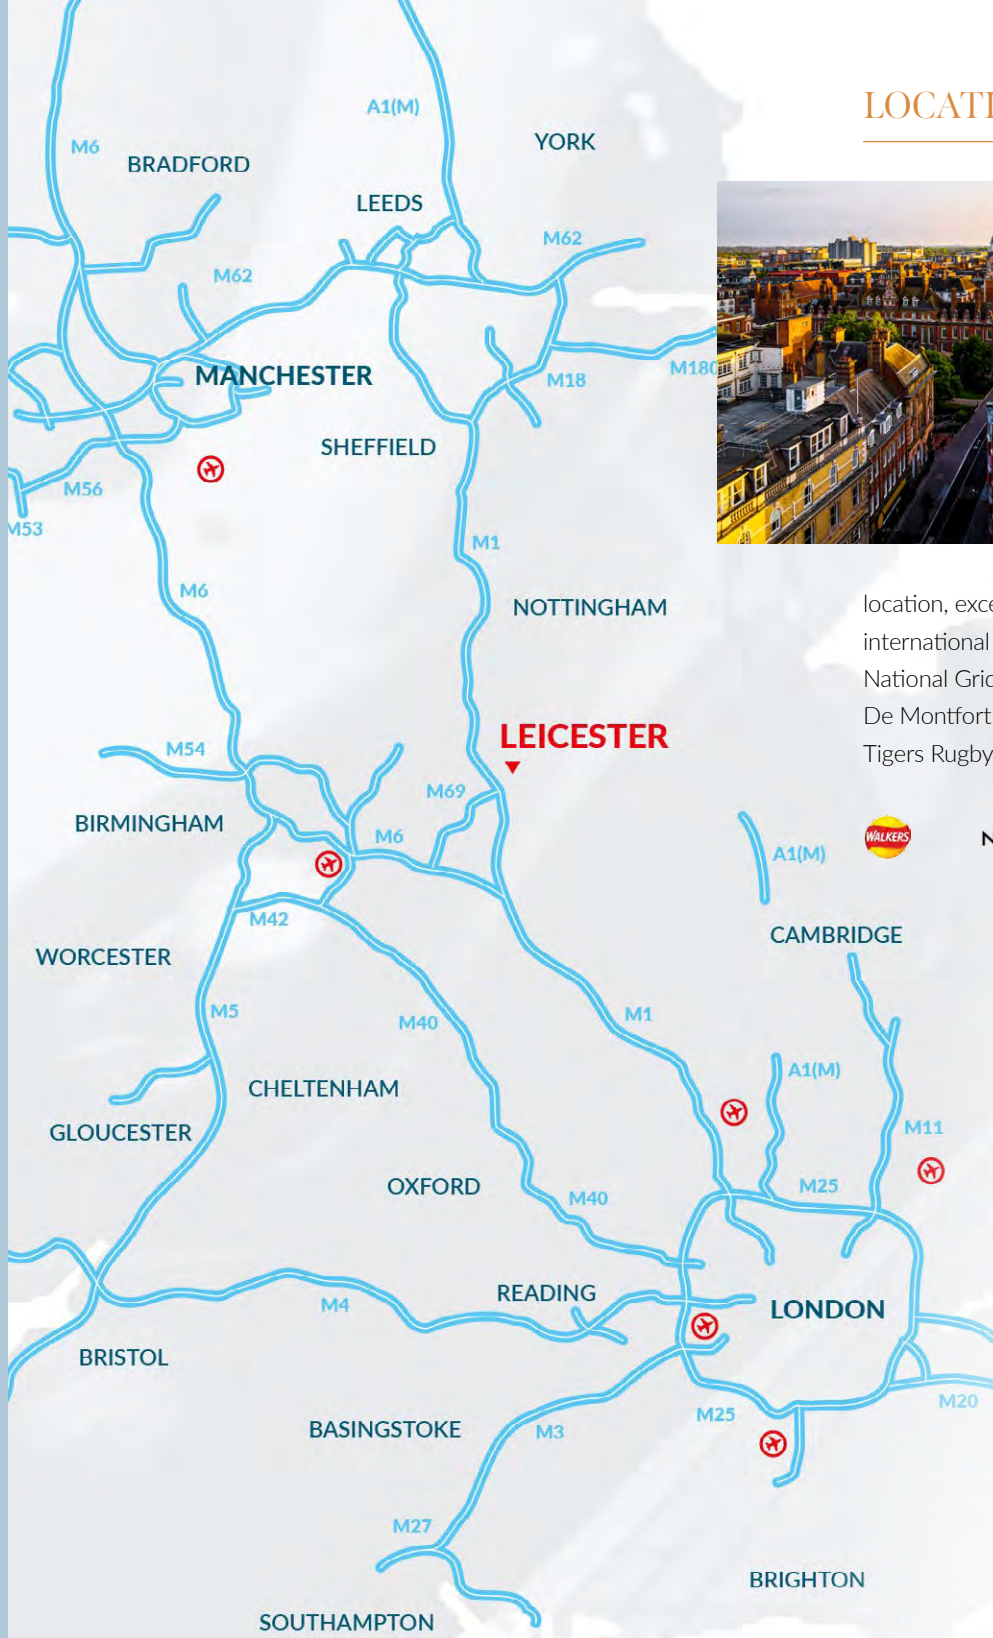 A1(M)
YORK
M6
BRADFORD
LEEDS
M62
M62
MANCHESTER
M18
M180
SHEFFIELD
M56
M53
M1
M6
NOTTINGHAM
LEICESTER
M54
M69
BIRMINGHAM
M6
A1(M)
M42
CAMBRIDGE
WORCESTER
M5
M1
M40
A1(M)
CHELTENHAM
M11
GLOUCESTER
OXFORD
M25
M40
READING
M4
LONDON
BRISTOL
M20
M25
BASINGSTOKE
M3
M27
BRIGHTON
SOUTHAMPTON
LOCATI
location, exce
international
National Grid
De Montfort
Tigers Rugby
WALKERS
N